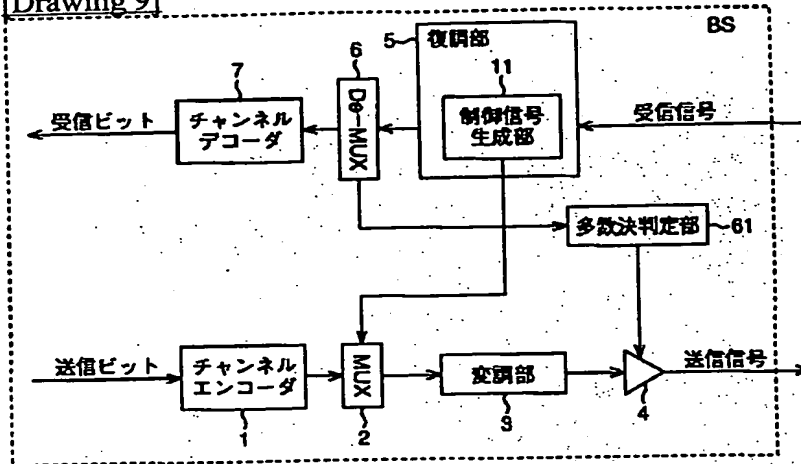 [Drawing 9]
BS
5
復調部
6
11
7
De-MUX
制御信号
生成部
受信信号
受信ビット
チャンネル
デコーダ
多数決判定部
61
送信ビット
チャンネル
エンコーダ
MUX
変調部
送信信号
1
2
3
4